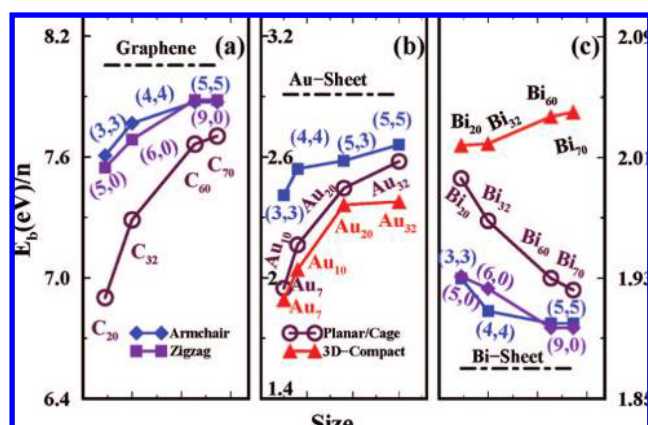 8.2
7.6
7.0
6.4
E_b(eV)/n
Graphene
(a)
(3,3)
(4,4)
(5,5)
(5,0)
(6,0)
(9,0)
C20
C32
C60
C70
Armchair
Zigzag
3.2
2.6
2
1.4
(b)
Au-Sheet
(3,3)
(4,4)
(5,3)
(5,5)
Au7
Au10
Au20
Au32
Au7
Au10
Au20
Au32
Planar/Cage
3D-Compact
(c)
Bi20
Bi32
Bi60
Bi70
Bi20
Bi32
Bi60
Bi70
(3,3)
(6,0)
(5,0)
(4,4)
(5,5)
(9,0)
Bi-Sheet
2.09
2.01
1.93
1.85
Size